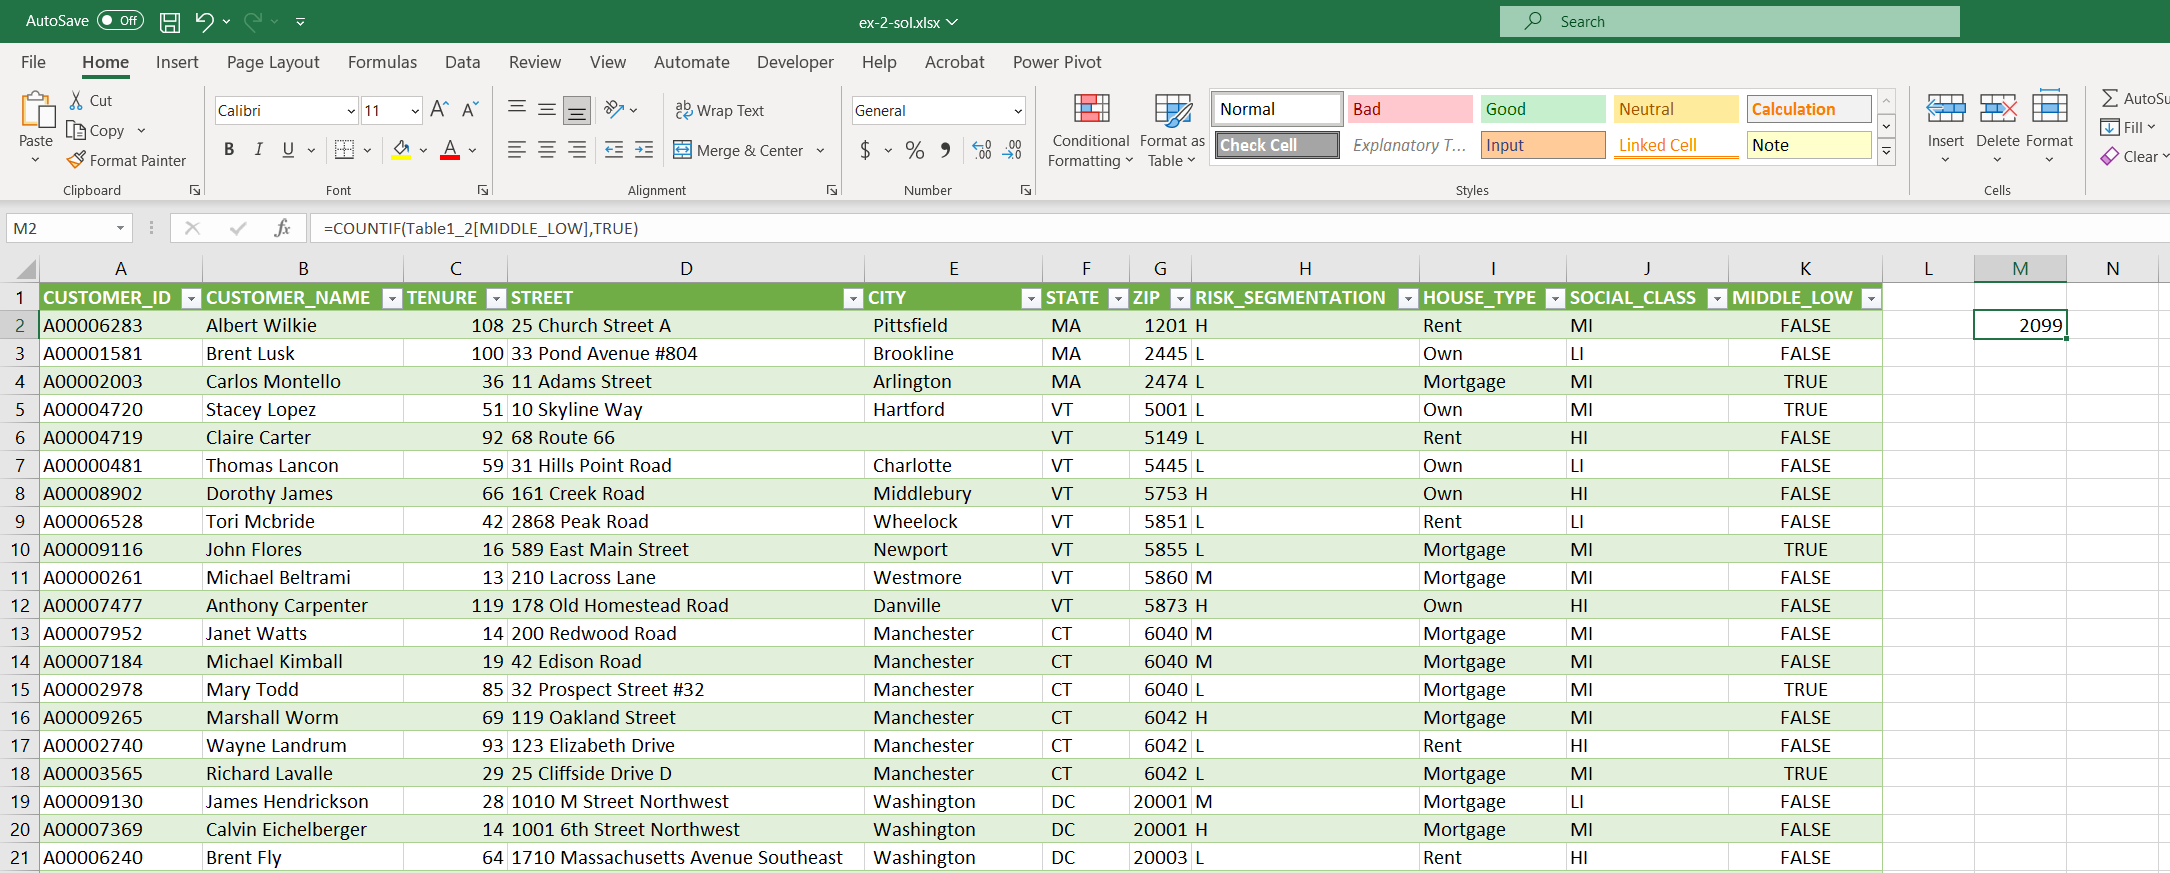 AutoSave Off ex-2-sol.xlsx Search
File Home Insert Page Layout Formulas Data Review View Automate Developer Help Acrobat Power Pivot
Paste Cut Copy Format Painter
Calibri 11
B I U A
Wrap Text
Merge & Center
General
$ % 9
Conditional Formatting
Format as Table
Normal Bad Good Neutral Calculation
Check Cell Explanatory T... Input Linked Cell Note
Insert Delete Format
Fill
Clear
Clipboard Font Alignment Number Styles Cells
M2 fx =COUNTIF(Table1_2[MIDDLE_LOW],TRUE)
A B C D E F G H I J K L M N
1 CUSTOMER_ID CUSTOMER_NAME TENURE STREET CITY STATE ZIP RISK_SEGMENTATION HOUSE_TYPE SOCIAL_CLASS MIDDLE_LOW
2 A00006283 Albert Wilkie 108 25 Church Street A Pittsfield MA 1201 H Rent MI FALSE 2099
3 A00001581 Brent Lusk 100 33 Pond Avenue #804 Brookline MA 2445 L Own LI FALSE
4 A00002003 Carlos Montello 36 11 Adams Street Arlington MA 2474 L Mortgage MI TRUE
5 A00004720 Stacey Lopez 51 10 Skyline Way Hartford VT 5001 L Own MI TRUE
6 A00004719 Claire Carter 92 68 Route 66 VT 5149 L Rent HI FALSE
7 A00000481 Thomas Lancon 59 31 Hills Point Road Charlotte VT 5445 L Own LI FALSE
8 A00008902 Dorothy James 66 161 Creek Road Middlebury VT 5753 H Own HI FALSE
9 A00006528 Tori Mcbride 42 2868 Peak Road Wheelock VT 5851 L Rent LI FALSE
10 A00009116 John Flores 16 589 East Main Street Newport VT 5855 L Mortgage MI TRUE
11 A00000261 Michael Beltrami 13 210 Lacross Lane Westmore VT 5860 M Mortgage MI FALSE
12 A00007477 Anthony Carpenter 119 178 Old Homestead Road Danville VT 5873 H Own HI FALSE
13 A00007952 Janet Watts 14 200 Redwood Road Manchester CT 6040 M Mortgage MI FALSE
14 A00007184 Michael Kimball 19 42 Edison Road Manchester CT 6040 M Mortgage MI FALSE
15 A00002978 Mary Todd 85 32 Prospect Street #32 Manchester CT 6040 L Mortgage MI TRUE
16 A00009265 Marshall Worm 69 119 Oakland Street Manchester CT 6042 H Mortgage MI FALSE
17 A00002740 Wayne Landrum 93 123 Elizabeth Drive Manchester CT 6042 L Rent HI FALSE
18 A00003565 Richard Lavalle 29 25 Cliffside Drive D Manchester CT 6042 L Mortgage MI TRUE
19 A00009130 James Hendrickson 28 1010 M Street Northwest Washington DC 20001 M Mortgage LI FALSE
20 A00007369 Calvin Eichelberger 14 1001 6th Street Northwest Washington DC 20001 H Mortgage MI FALSE
21 A00006240 Brent Fly 64 1710 Massachusetts Avenue Southeast Washington DC 20003 L Rent HI FALSE